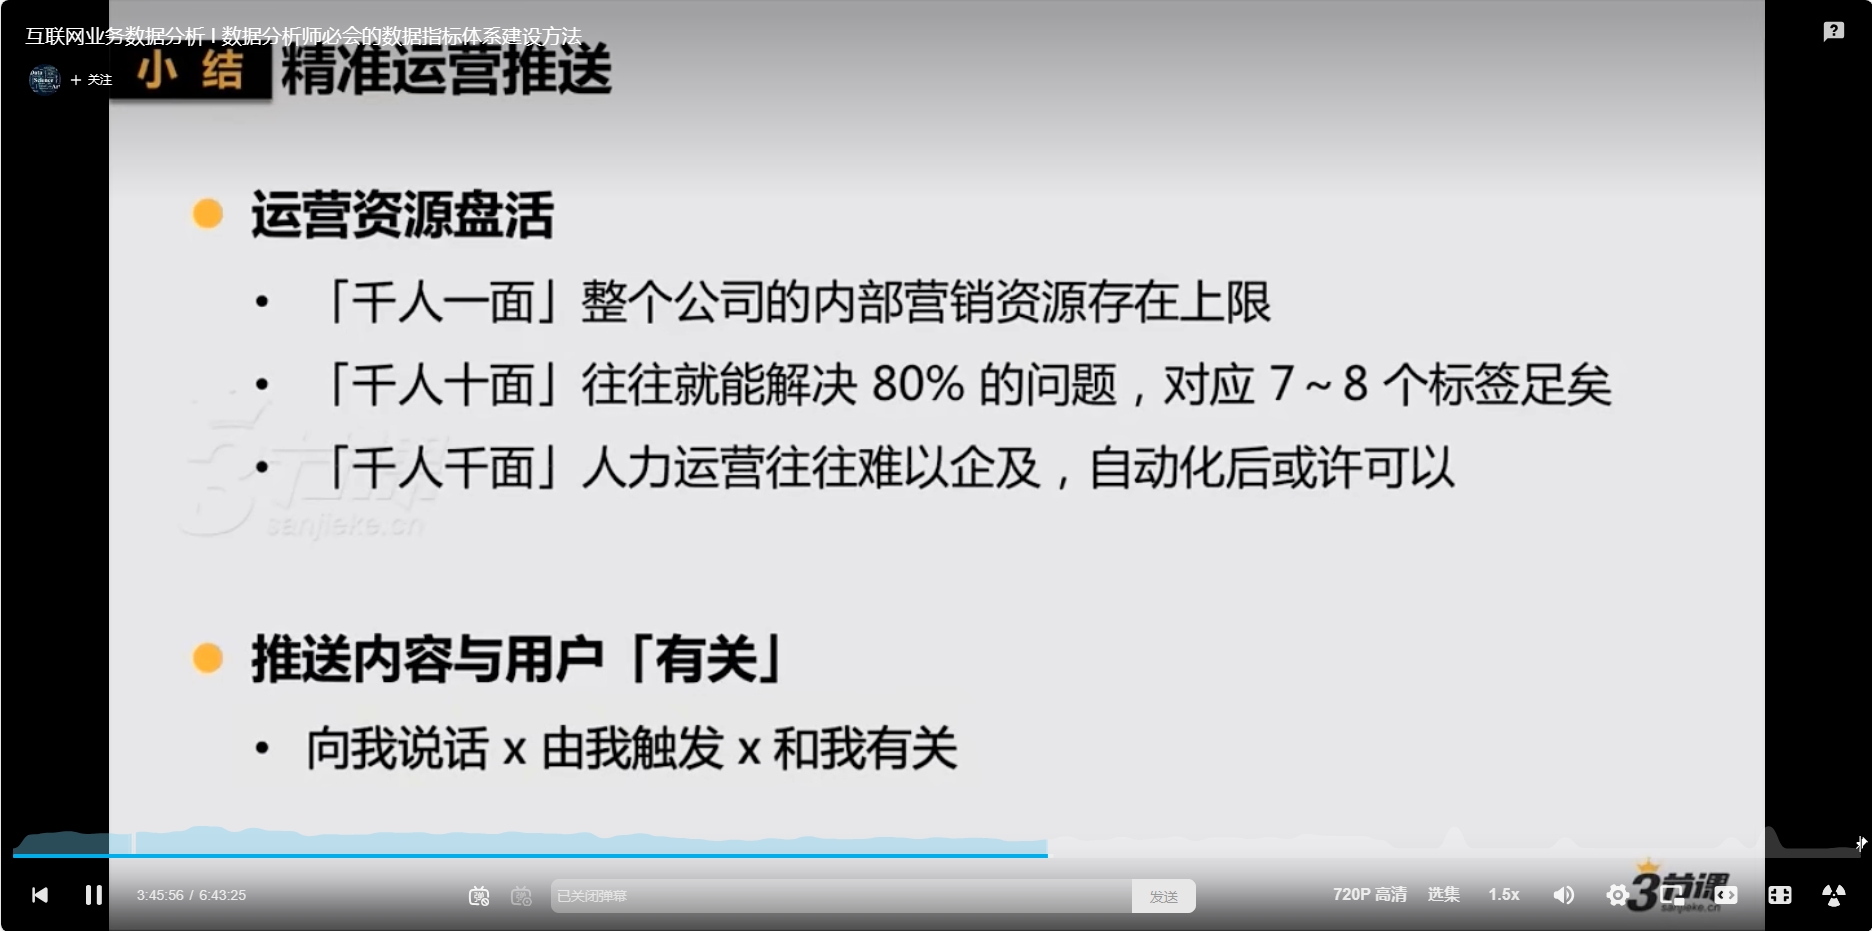 互联网业务数据分析 | 数据分析师必会的数据指标体系建设方法
+ 关注
小 结 精准运营推送
运营资源盘活
• 「千人一面」整个公司的内部营销资源存在上限
• 「千人十面」往往就能解决 80% 的问题，对应 7~8 个标签足矣
• 「千人千面」人力运营往往难以企及，自动化后或许可以
3节课
sanjieke.cn
推送内容与用户「有关」
• 向我说话 x 由我触发 x 和我有关
3:45:56 / 6:43:25
已关闭弹幕
发送
720P 高清
选集
1.5x
3节课
sanjieke.cn